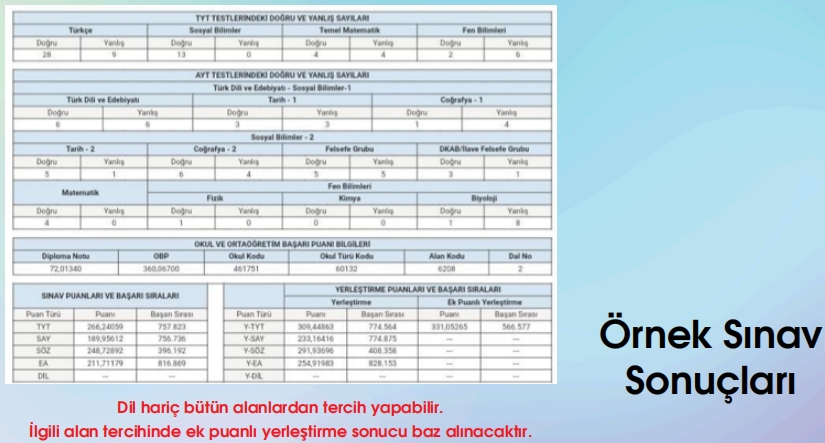 TYT TESTLERİNDEKİ DOĞRU VE YANLIŞ SAYILARI
Türkçe Sosyal Bilimler Temel Matematik Fen Bilimleri
Doğru Yanlış Doğru Yanlış Doğru Yanlış Doğru Yanlış
28 9 13 0 4 4 2 6
AYT TESTLERİNDEKİ DOĞRU VE YANLIŞ SAYILARI
Türk Dili ve Edebiyatı - Sosyal Bilimler-1
Türk Dili ve Edebiyatı Tarih - 1 Coğrafya - 1
Doğru Yanlış Doğru Yanlış Doğru Yanlış
6 6 3 3 1 4
Sosyal Bilimler - 2
Tarih - 2 Coğrafya - 2 Felsefe Grubu DKAB/İlave Felsefe Grubu
Doğru Yanlış Doğru Yanlış Doğru Yanlış Doğru Yanlış
5 1 6 4 5 5 3 1
Matematik Fen Bilimleri
Fizik Kimya Biyoloji
Doğru Yanlış Doğru Yanlış Doğru Yanlış Doğru Yanlış
4 0 1 0 0 0 1 8
OKUL VE ORTAÖĞRETİM BAŞARI PUANI BİLGİLERİ
Diploma Notu OBP Okul Kodu Okul Türü Kodu Alan Kodu Dal No
72,01340 360,06700 461751 60132 6208 2
SINAV PUANLARI VE BAŞARI SIRALARI
Puan Türü Puanı Başarı Sırası
TYT 266,24059 757.823
SAY 189,95612 756.736
SÖZ 248,72892 396.192
EA 211,71179 816.869
DİL --- ---
YERLEŞTİRME PUANLARI VE BAŞARI SIRALARI
Yerleştirme Ek Puanlı Yerleştirme
Puan Türü Puanı Başarı Sırası Puanı Başarı Sırası
Y-TYT 309,44863 774.564 331,05265 566.577
Y-SAY 233,16416 774.875 --- ---
Y-SÖZ 291,93696 408.358 --- ---
Y-EA 254,91983 828.153 --- ---
Y-DİL --- --- --- ---
Örnek Sınav
Sonuçları
Dil hariç bütün alanlardan tercih yapabilir.
İlgili alan tercihinde ek puanlı yerleştirme sonucu baz alınacaktır.